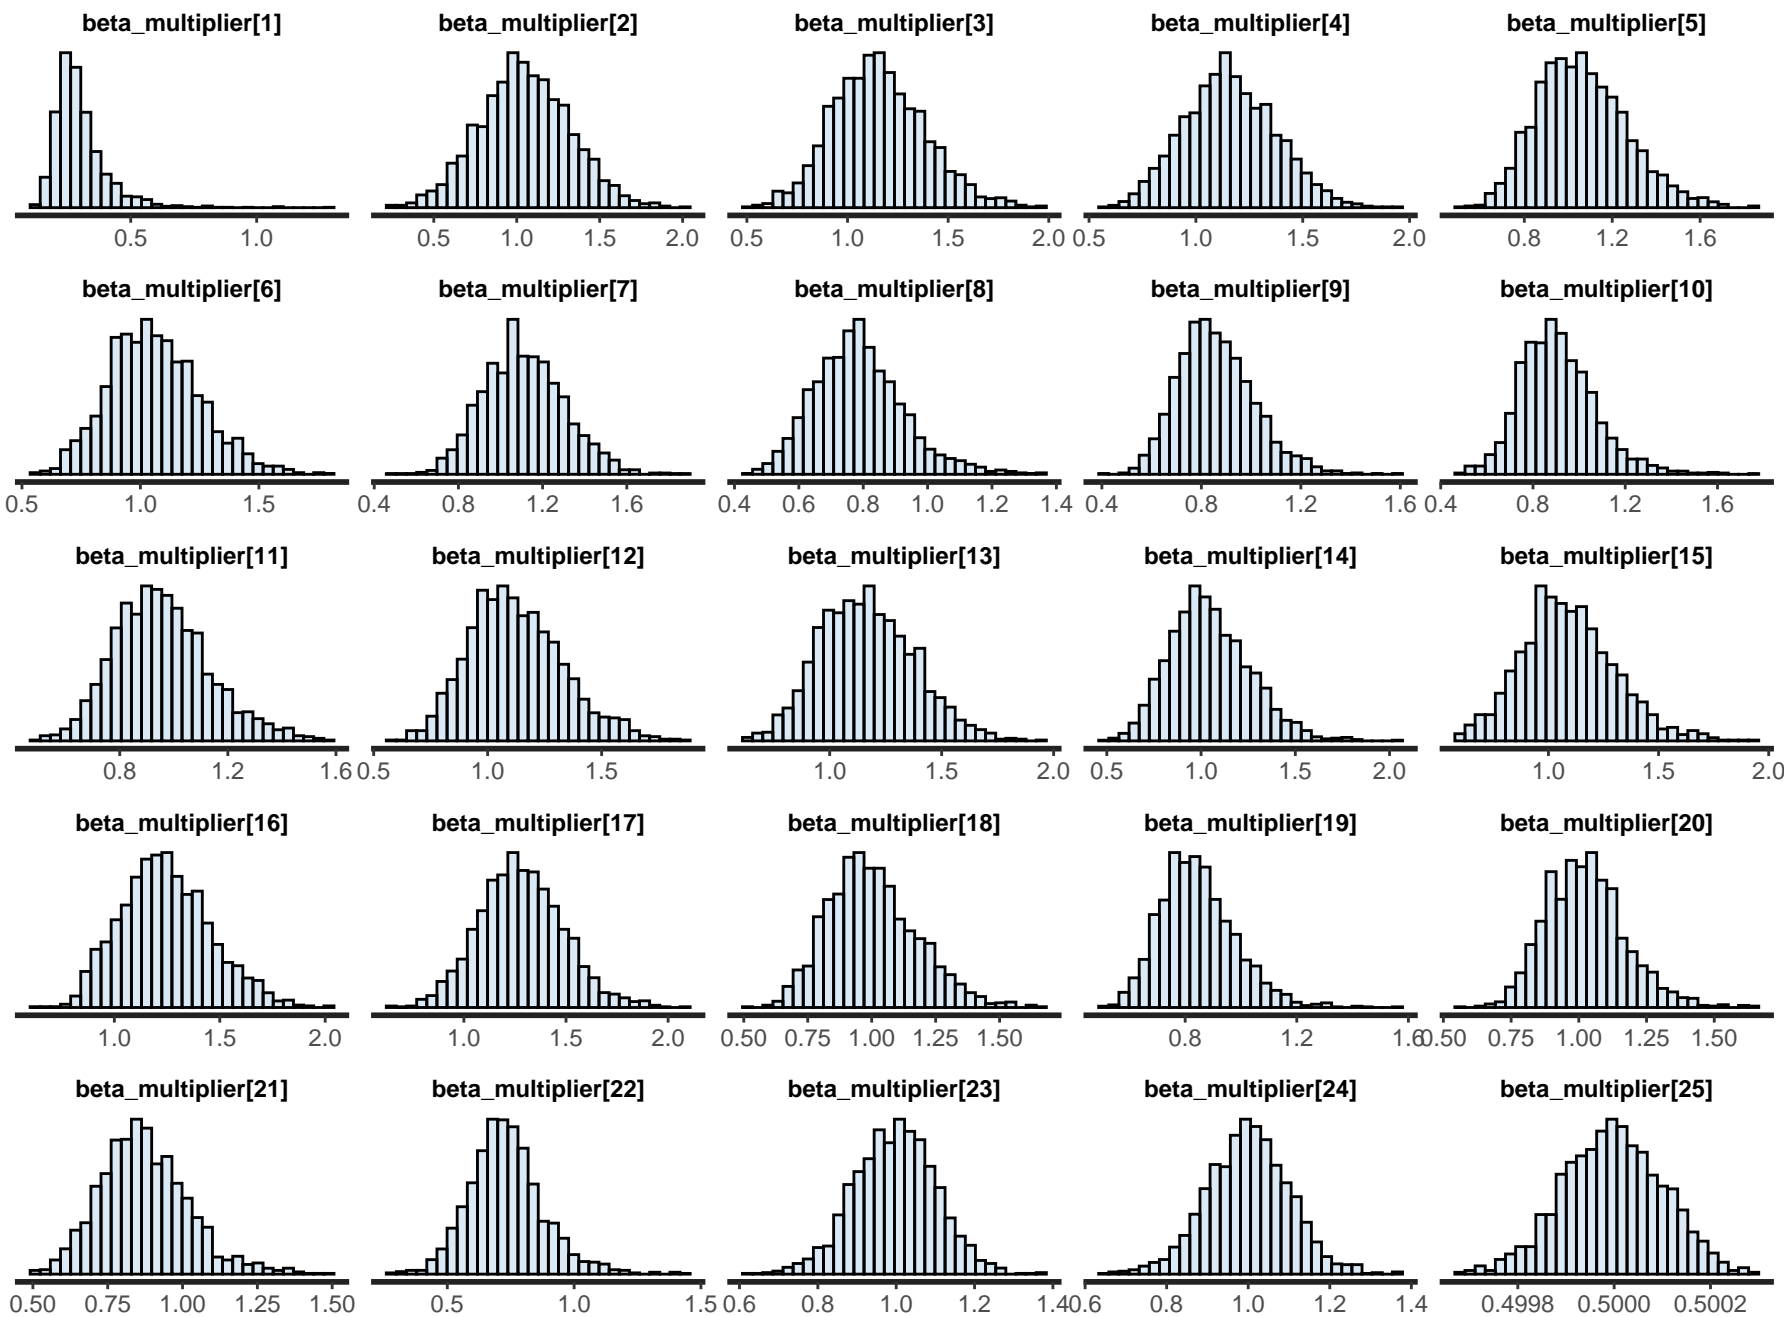 beta_multiplier[1] beta_multiplier[2] beta_multiplier[3] beta_multiplier[4] beta_multiplier[5]
0.5 1.0 0.5 1.0 1.5 2.0 0.5 1.0 1.5 2.0 0.5 1.0 1.5 2.0 0.8 1.2 1.6
beta_multiplier[6] beta_multiplier[7] beta_multiplier[8] beta_multiplier[9] beta_multiplier[10]
0.5 1.0 1.5 0.4 0.8 1.2 1.6 0.4 0.6 0.8 1.0 1.2 1.4 0.4 0.8 1.2 1.6 0.4 0.8 1.2 1.6
beta_multiplier[11] beta_multiplier[12] beta_multiplier[13] beta_multiplier[14] beta_multiplier[15]
0.8 1.2 1.6 0.5 1.0 1.5 1.0 1.5 2.0 0.5 1.0 1.5 2.0 1.0 1.5 2.0
beta_multiplier[16] beta_multiplier[17] beta_multiplier[18] beta_multiplier[19] beta_multiplier[20]
1.0 1.5 2.0 1.0 1.5 2.0 0.50 0.75 1.00 1.25 1.50 0.8 1.2 1.6 0.50 0.75 1.00 1.25 1.50
beta_multiplier[21] beta_multiplier[22] beta_multiplier[23] beta_multiplier[24] beta_multiplier[25]
0.50 0.75 1.00 1.25 1.50 0.5 1.0 1.5 0.6 0.8 1.0 1.2 1.4 0.6 0.8 1.0 1.2 1.4 0.4998 0.5000 0.5002